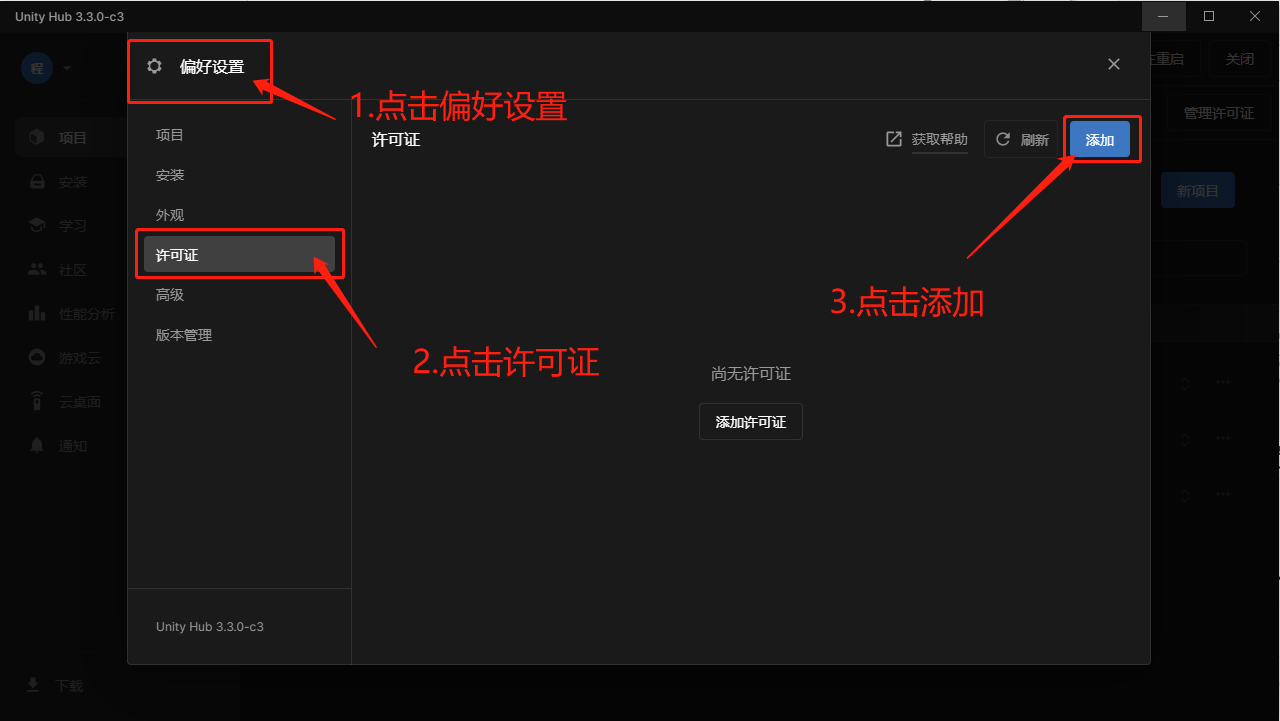 Unity Hub 3.3.0-c3
程
偏好设置
重启
关闭
1.点击偏好设置
管理许可证
项目
许可证
获取帮助
刷新
添加
项目
安装
安装
新项目
外观
学习
许可证
社区
高级
3.点击添加
性能分析
版本管理
游戏云
2.点击许可证
尚无许可证
云桌面
添加许可证
通知
Unity Hub 3.3.0-c3
下载